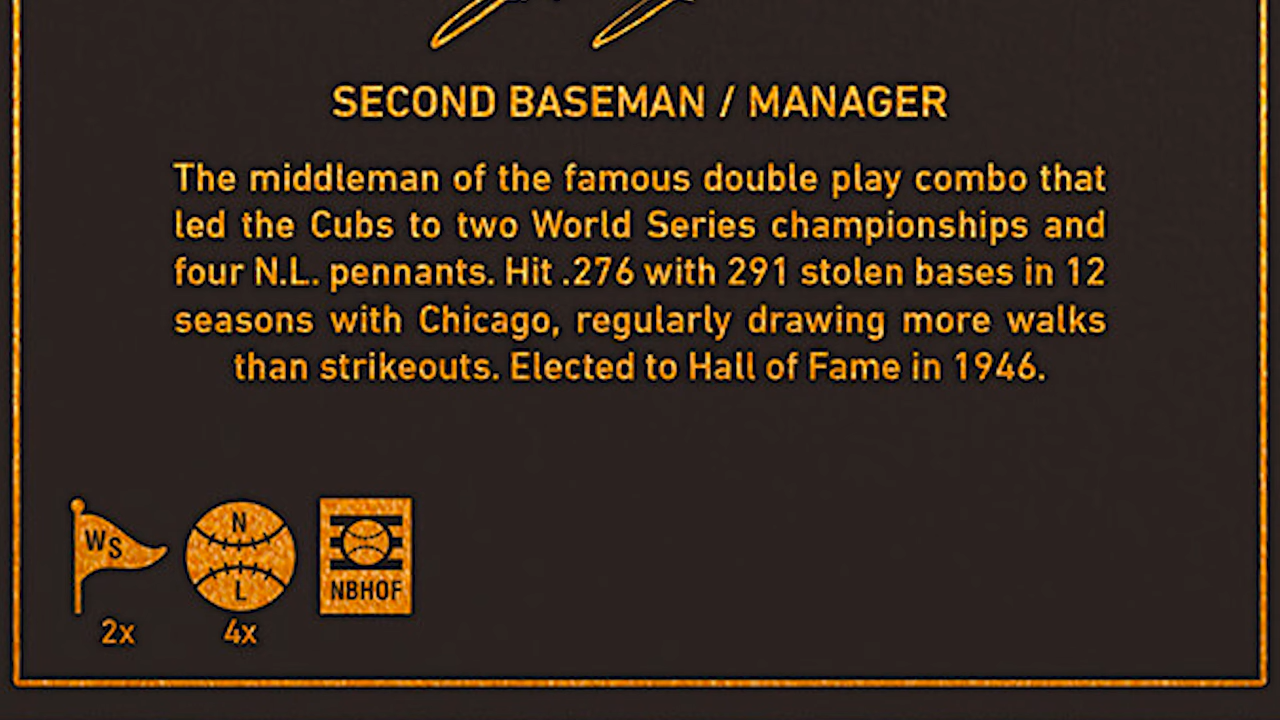 SECOND BASEMAN / MANAGER
The middleman of the famous double play combo that
led the Cubs to two World Series championships and
four N.L. pennants. Hit .276 with 291 stolen bases in 12
seasons with Chicago, regularly drawing more walks
than strikeouts. Elected to Hall of Fame in 1946.
WS
N
L
NBHOF
2x
4x